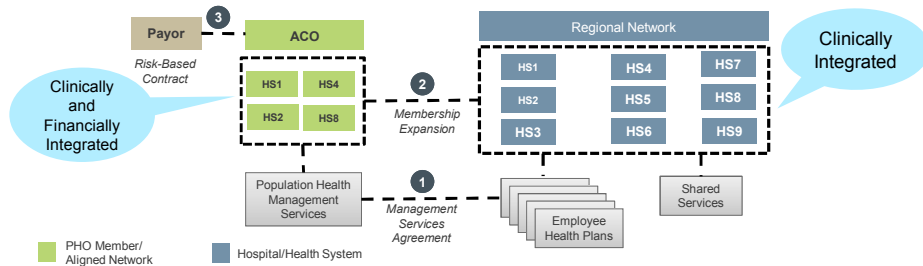 3
Payor
ACO
Regional Network
Risk-Based
Contract
Clinically
and
Financially
Integrated
HS1
HS4
HS2
HS8
2
Membership
Expansion
HS1
HS4
HS7
HS2
HS5
HS8
HS3
HS6
HS9
Clinically
Integrated
Population Health
Management
Services
1
Management
Services
Agreement
Employee
Health Plans
Shared
Services
PHO Member/
Aligned Network
Hospital/Health System